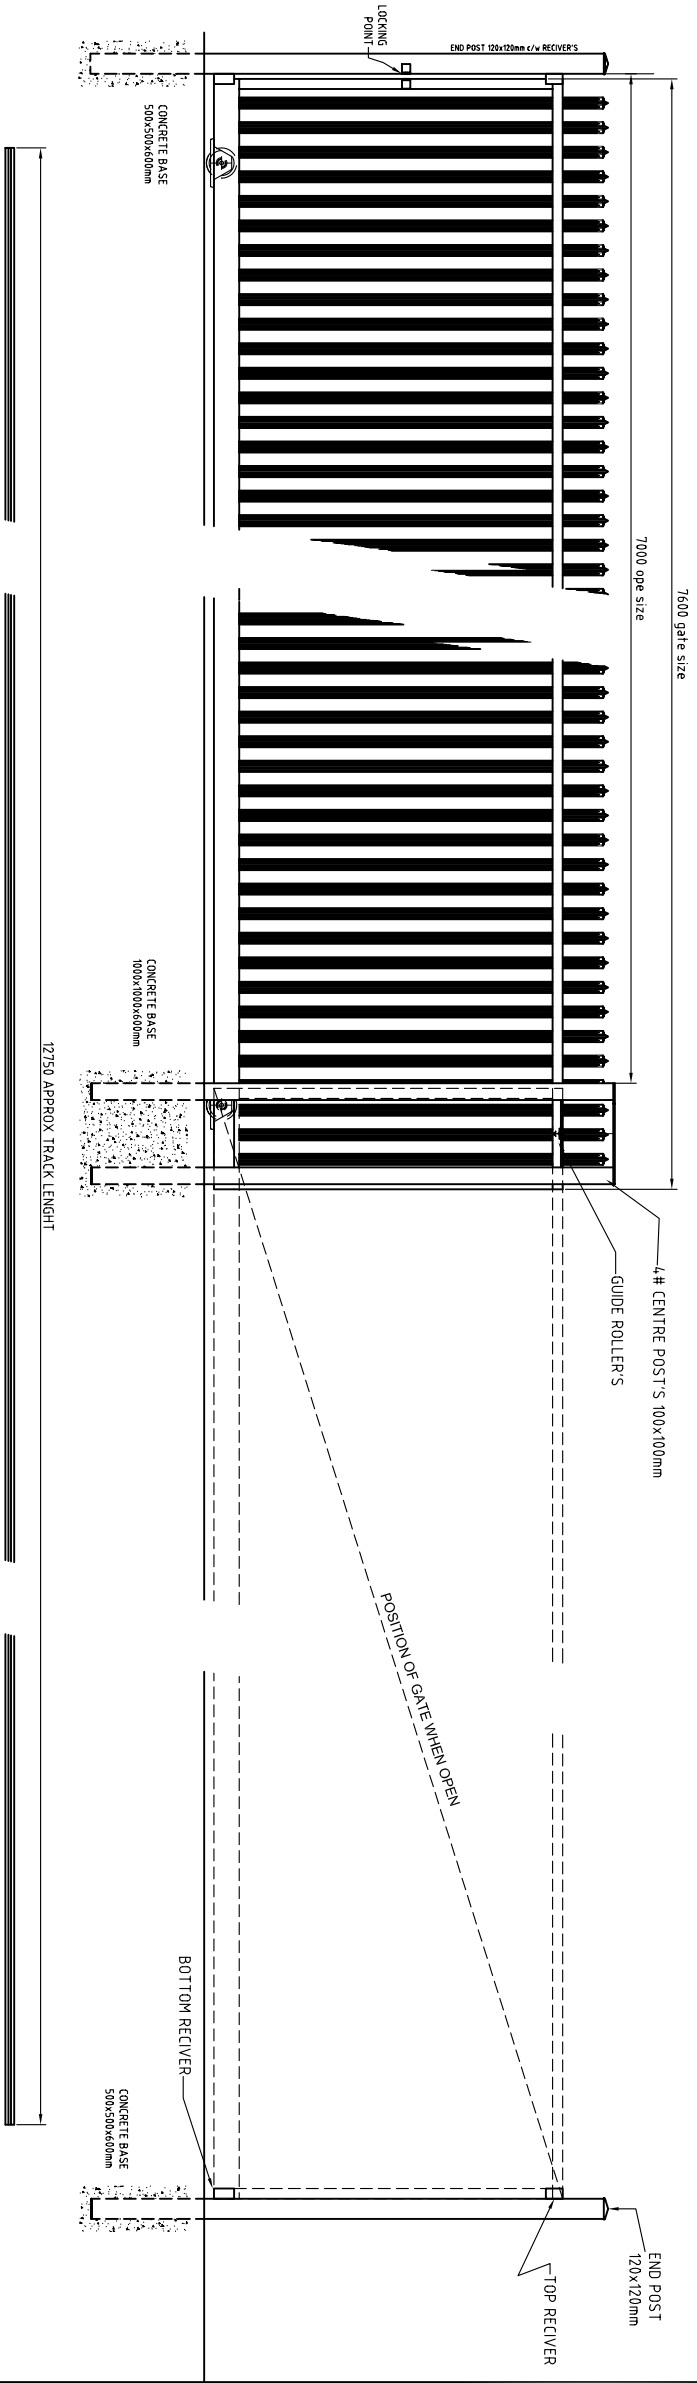 7600 gate size
7000 ope size
END POST 120x120mm c/w RECIVER'S
LOCKING
POINT
CONCRETE BASE
500x500x600mm
4# CENTRE POST'S 100x100mm
GUIDE ROLLER'S
CONCRETE BASE
1000x1000x600mm
12750 APPROX TRACK LENGHT
POSITION OF GATE WHEN OPEN
END POST
120x120mm
TOP RECIVER
BOTTOM RECIVER
CONCRETE BASE
500x500x600mm